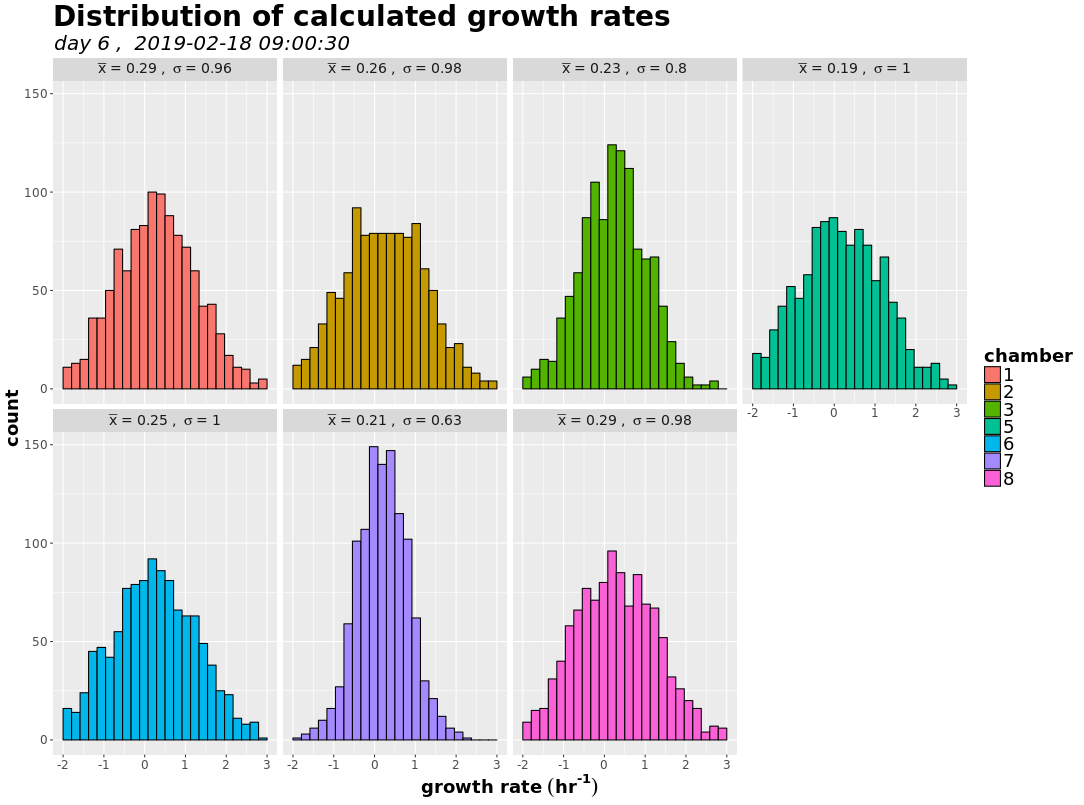 Distribution of calculated growth rates
day 6 , 2019-02-18 09:00:30
x̅ = 0.29 , σ = 0.96
x̅ = 0.26 , σ = 0.98
x̅ = 0.23 , σ = 0.8
x̅ = 0.19 , σ = 1
150
100
50
0
-2 -1 0 1 2 3
x̅ = 0.25 , σ = 1
x̅ = 0.21 , σ = 0.63
x̅ = 0.29 , σ = 0.98
150
100
50
0
-2 -1 0 1 2 3
-2 -1 0 1 2 3
-2 -1 0 1 2 3
count
growth rate (hr⁻¹)
chamber
1
2
3
5
6
7
8